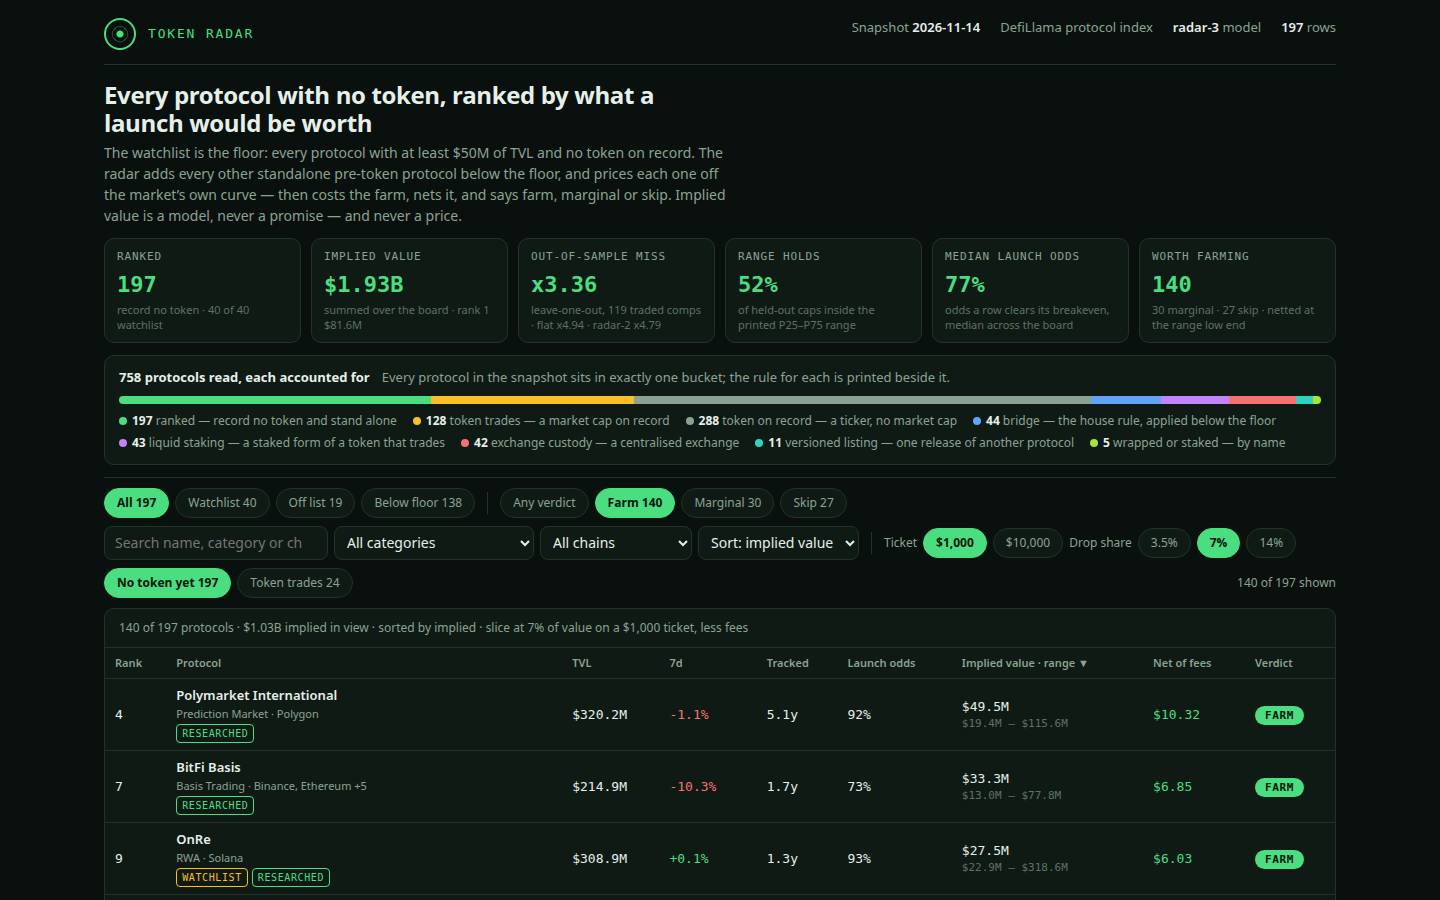 TOKEN RADAR
Snapshot 2026-11-14 DefiLlama protocol index radar-3 model 197 rows
Every protocol with no token, ranked by what a
launch would be worth
The watchlist is the floor: every protocol with at least $50M of TVL and no token on record. The
radar adds every other standalone pre-token protocol below the floor, and prices each one off
the market's own curve — then costs the farm, nets it, and says farm, marginal or skip. Implied
value is a model, never a promise — and never a price.
RANKED
197
record no token · 40 of 40
watchlist
IMPLIED VALUE
$1.93B
summed over the board · rank 1
$81.6M
OUT-OF-SAMPLE MISS
x3.36
leave-one-out, 119 traded comps
· flat x4.94 · radar-2 x4.79
RANGE HOLDS
52%
of held-out caps inside the
printed P25–P75 range
MEDIAN LAUNCH ODDS
77%
odds a row clears its breakeven,
median across the board
WORTH FARMING
140
30 marginal · 27 skip · netted at
the range low end
758 protocols read, each accounted for Every protocol in the snapshot sits in exactly one bucket; the rule for each is printed beside it.
197 ranked — record no token and stand alone 128 token trades — a market cap on record 288 token on record — a ticker, no market cap 44 bridge — the house rule, applied below the floor
43 liquid staking — a staked form of a token that trades 42 exchange custody — a centralised exchange 11 versioned listing — one release of another protocol 5 wrapped or staked — by name
All 197 Watchlist 40 Off list 19 Below floor 138 Any verdict Farm 140 Marginal 30 Skip 27
Search name, category or ch All categories All chains Sort: implied value Ticket $1,000 $10,000 Drop share 3.5% 7% 14%
No token yet 197 Token trades 24 140 of 197 shown
140 of 197 protocols · $1.03B implied in view · sorted by implied · slice at 7% of value on a $1,000 ticket, less fees
Rank Protocol TVL 7d Tracked Launch odds Implied value · range ▼ Net of fees Verdict
Polymarket International
4 Prediction Market · Polygon $320.2M -1.1% 5.1y 92% $49.5M $10.32 FARM
$19.4M — $115.6M
RESEARCHED
BitFi Basis
7 Basis Trading · Binance, Ethereum +5 $214.9M -10.3% 1.7y 73% $33.3M $6.85 FARM
$13.0M — $77.8M
RESEARCHED
OnRe
9 RWA · Solana $308.9M +0.1% 1.3y 93% $27.5M $6.03 FARM
$22.9M — $318.6M
WATCHLIST RESEARCHED